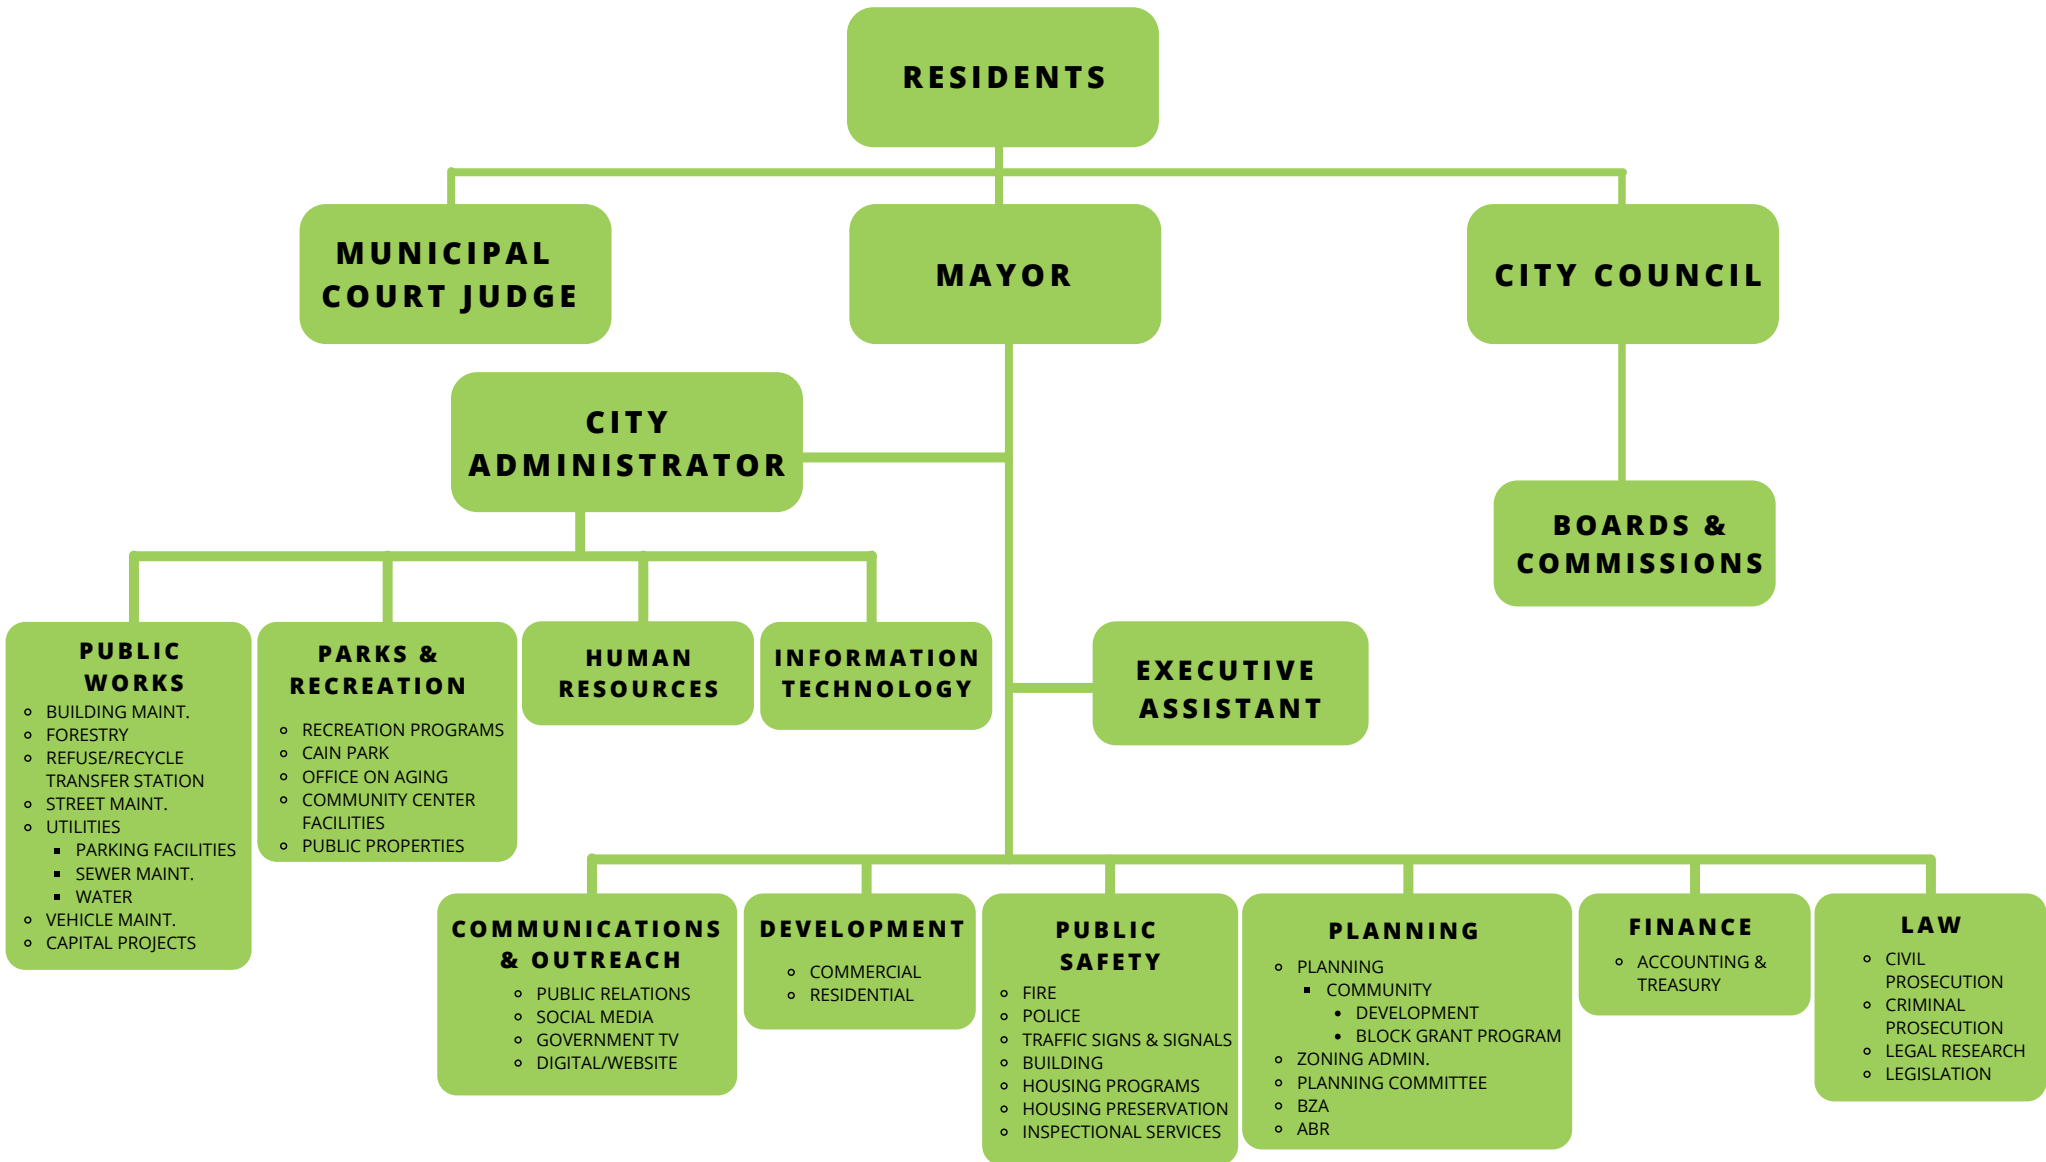 RESIDENTS
MUNICIPAL
COURT JUDGE
MAYOR
CITY COUNCIL
CITY
ADMINISTRATOR
BOARDS &
COMMISSIONS
PUBLIC
WORKS
BUILDING MAINT.
FORESTRY
REFUSE/RECYCLE
TRANSFER STATION
STREET MAINT.
UTILITIES
PARKING FACILITIES
SEWER MAINT.
WATER
VEHICLE MAINT.
CAPITAL PROJECTS
PARKS &
RECREATION
RECREATION PROGRAMS
CAIN PARK
OFFICE ON AGING
COMMUNITY CENTER
FACILITIES
PUBLIC PROPERTIES
HUMAN
RESOURCES
INFORMATION
TECHNOLOGY
EXECUTIVE
ASSISTANT
COMMUNICATIONS
& OUTREACH
PUBLIC RELATIONS
SOCIAL MEDIA
GOVERNMENT TV
DIGITAL/WEBSITE
DEVELOPMENT
COMMERCIAL
RESIDENTIAL
PUBLIC
SAFETY
FIRE
POLICE
TRAFFIC SIGNS & SIGNALS
BUILDING
HOUSING PROGRAMS
HOUSING PRESERVATION
INSPECTIONAL SERVICES
PLANNING
PLANNING
COMMUNITY
DEVELOPMENT
BLOCK GRANT PROGRAM
ZONING ADMIN.
PLANNING COMMITTEE
BZA
ABR
FINANCE
ACCOUNTING &
TREASURY
LAW
CIVIL
PROSECUTION
CRIMINAL
PROSECUTION
LEGAL RESEARCH
LEGISLATION